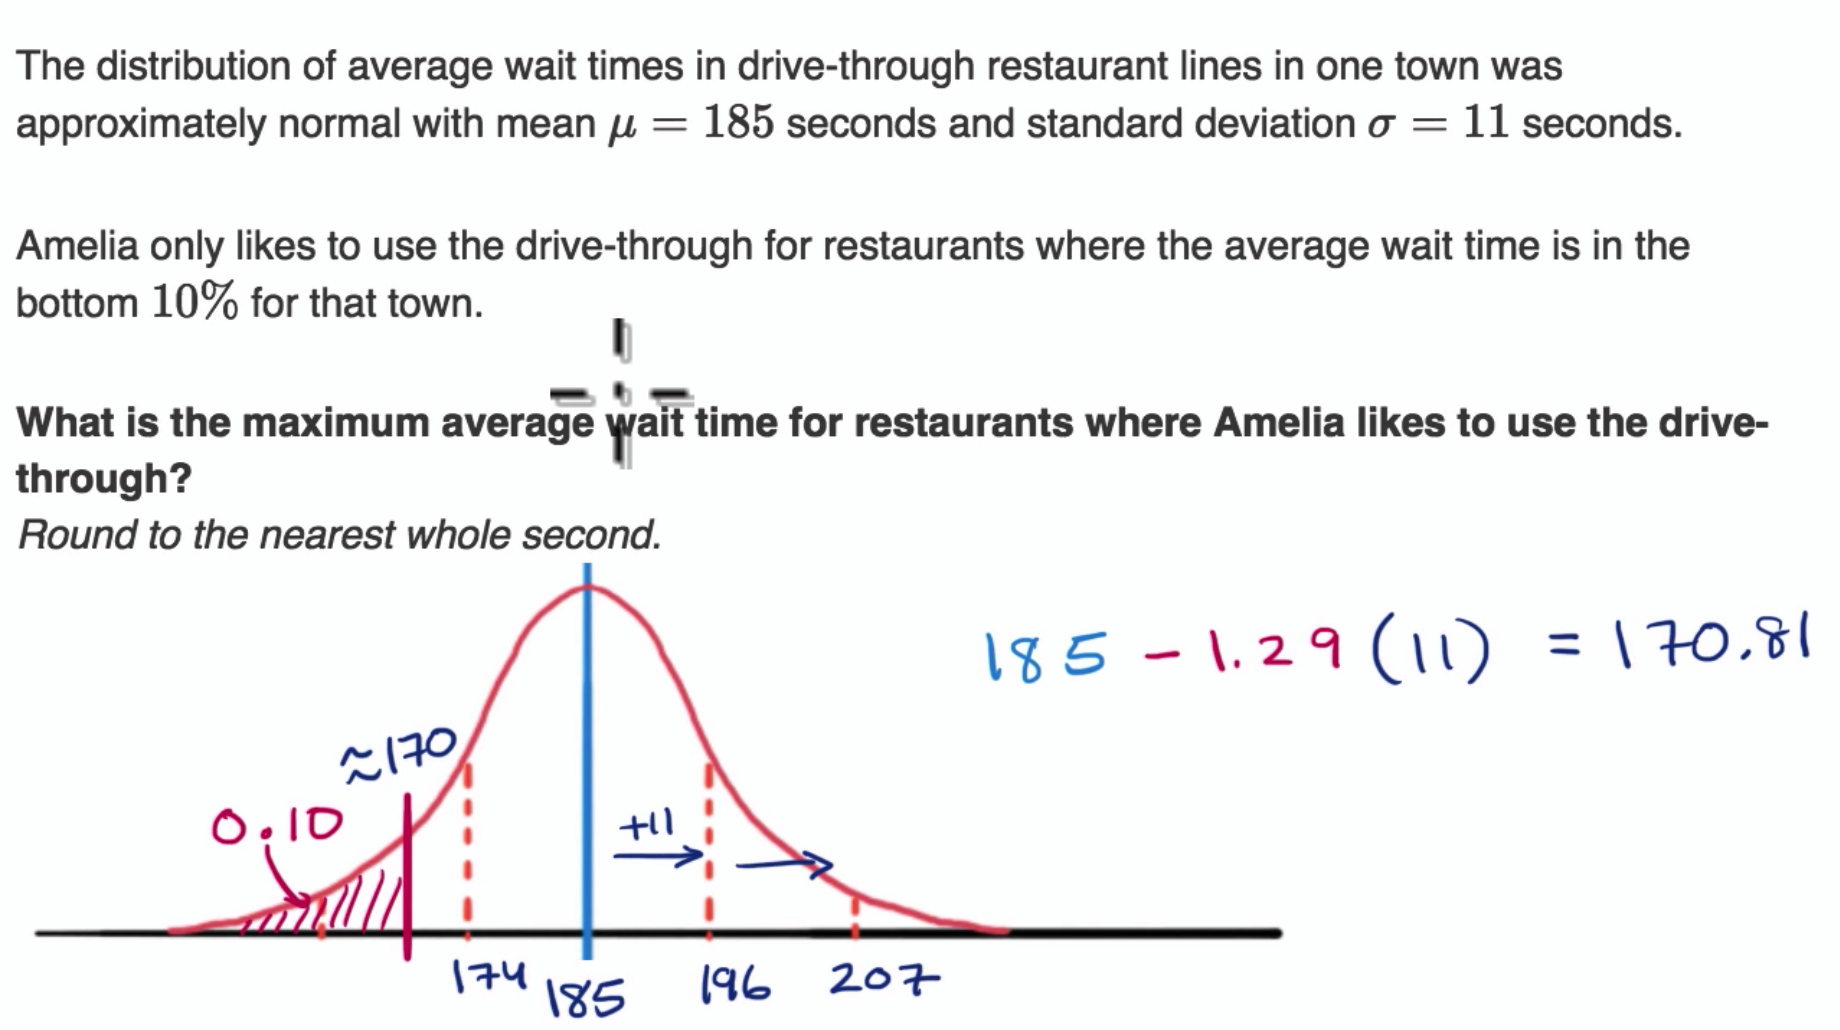 The distribution of average wait times in drive-through restaurant lines in one town was
approximately normal with mean μ = 185 seconds and standard deviation σ = 11 seconds.
Amelia only likes to use the drive-through for restaurants where the average wait time is in the
bottom 10% for that town.
What is the maximum average wait time for restaurants where Amelia likes to use the drive-
through?
Round to the nearest whole second.
185 - 1.29 (11) = 170.81
≈170
0.10
+11
174 185 196 207